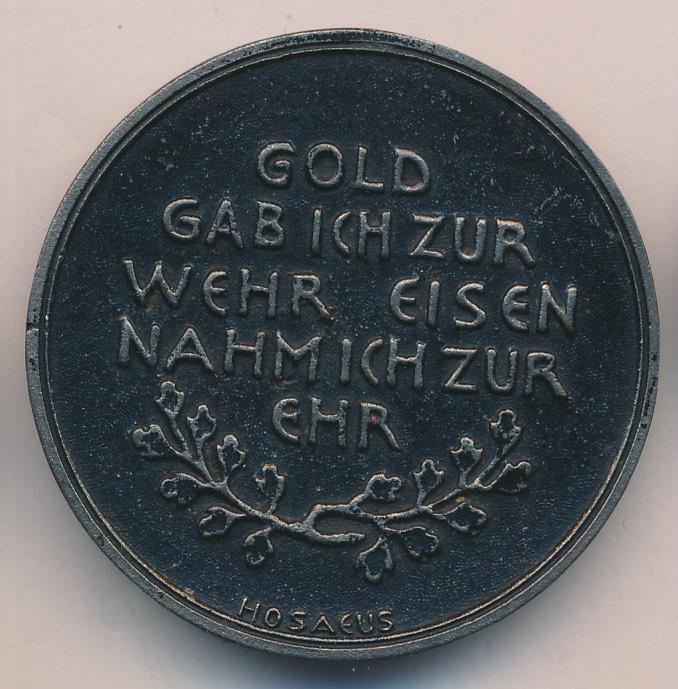 GOLD
GAB ICH ZUR
WEHR EISEN
NAHM ICH ZUR
EHR
HOSAEUS